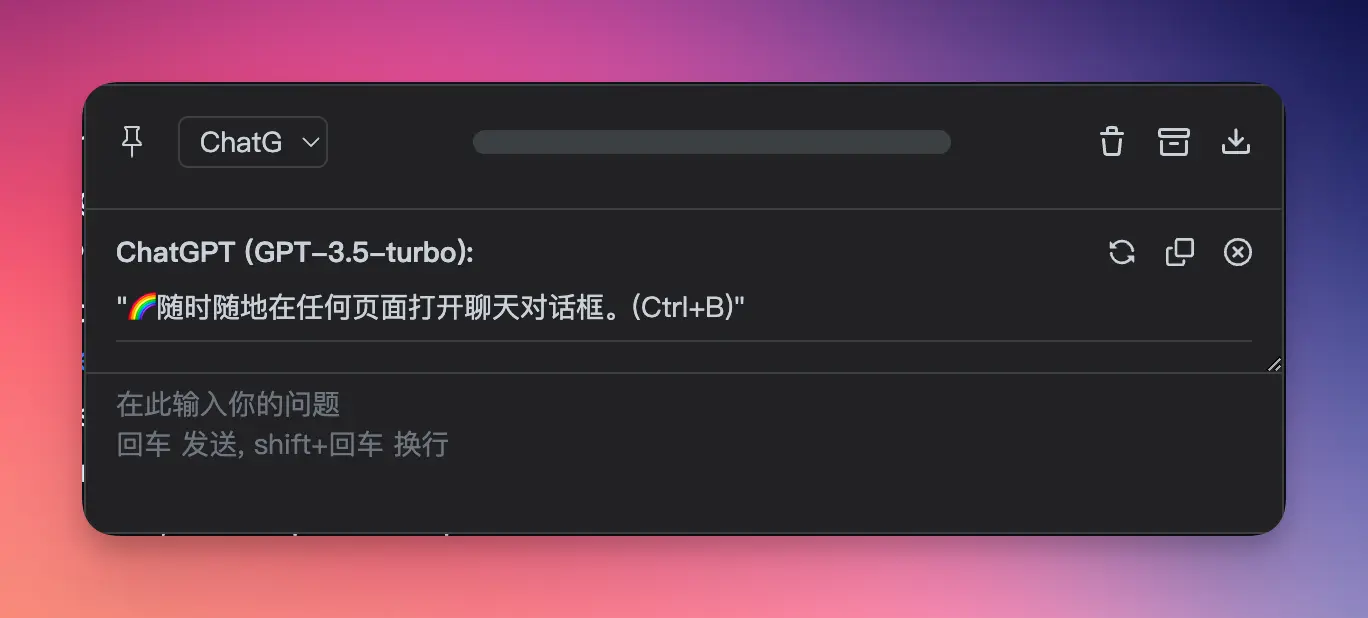 ChatG
ChatGPT (GPT-3.5-turbo):
"🌈随时随地在任何页面打开聊天对话框。(Ctrl+B)"
在此输入你的问题
回车 发送, shift+回车 换行